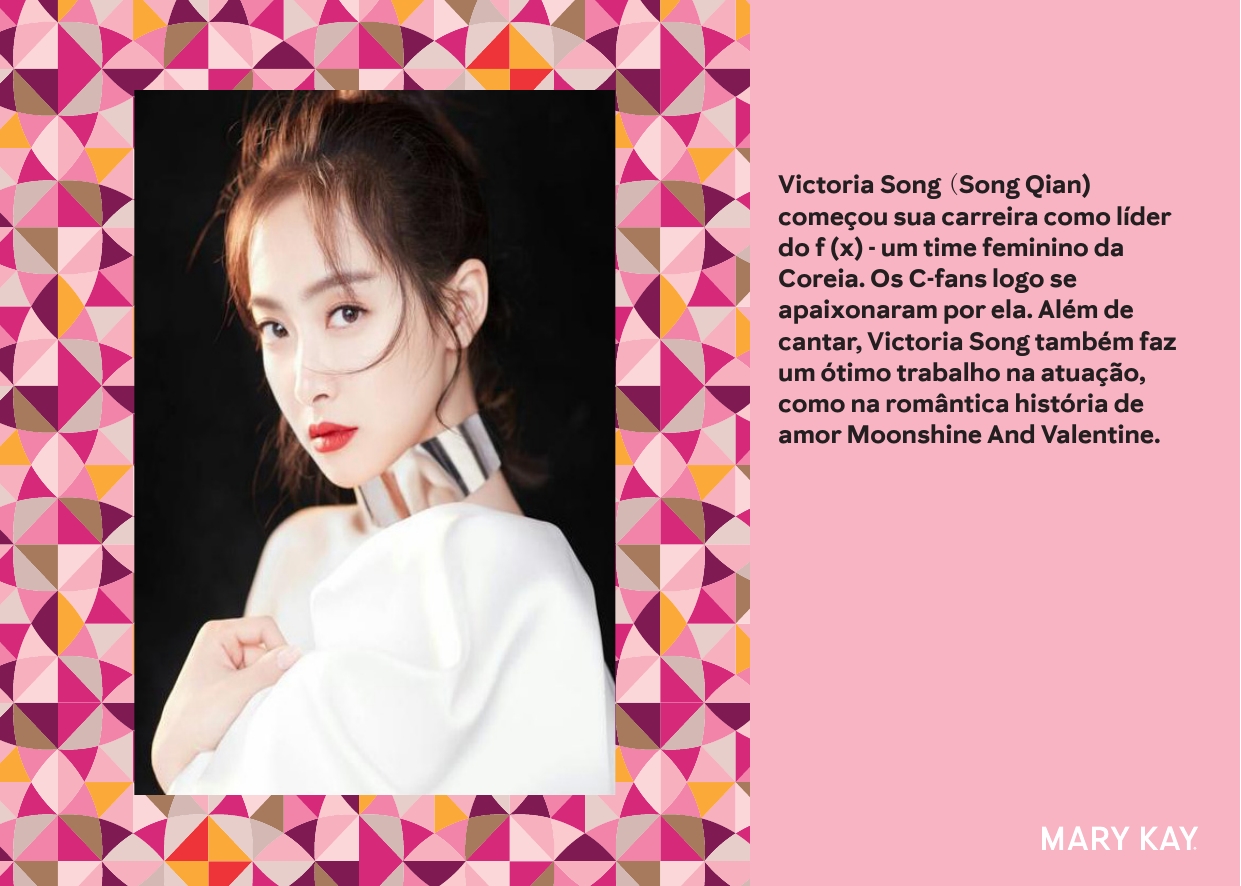 Victoria Song （Song Qian)
começou sua carreira como líder
do f (x) - um time feminino da
Coreia. Os C-fans logo se
apaixonaram por ela. Além de
cantar, Victoria Song também faz
um ótimo trabalho na atuação,
como na romântica história de
amor Moonshine And Valentine.
MARY KAY.